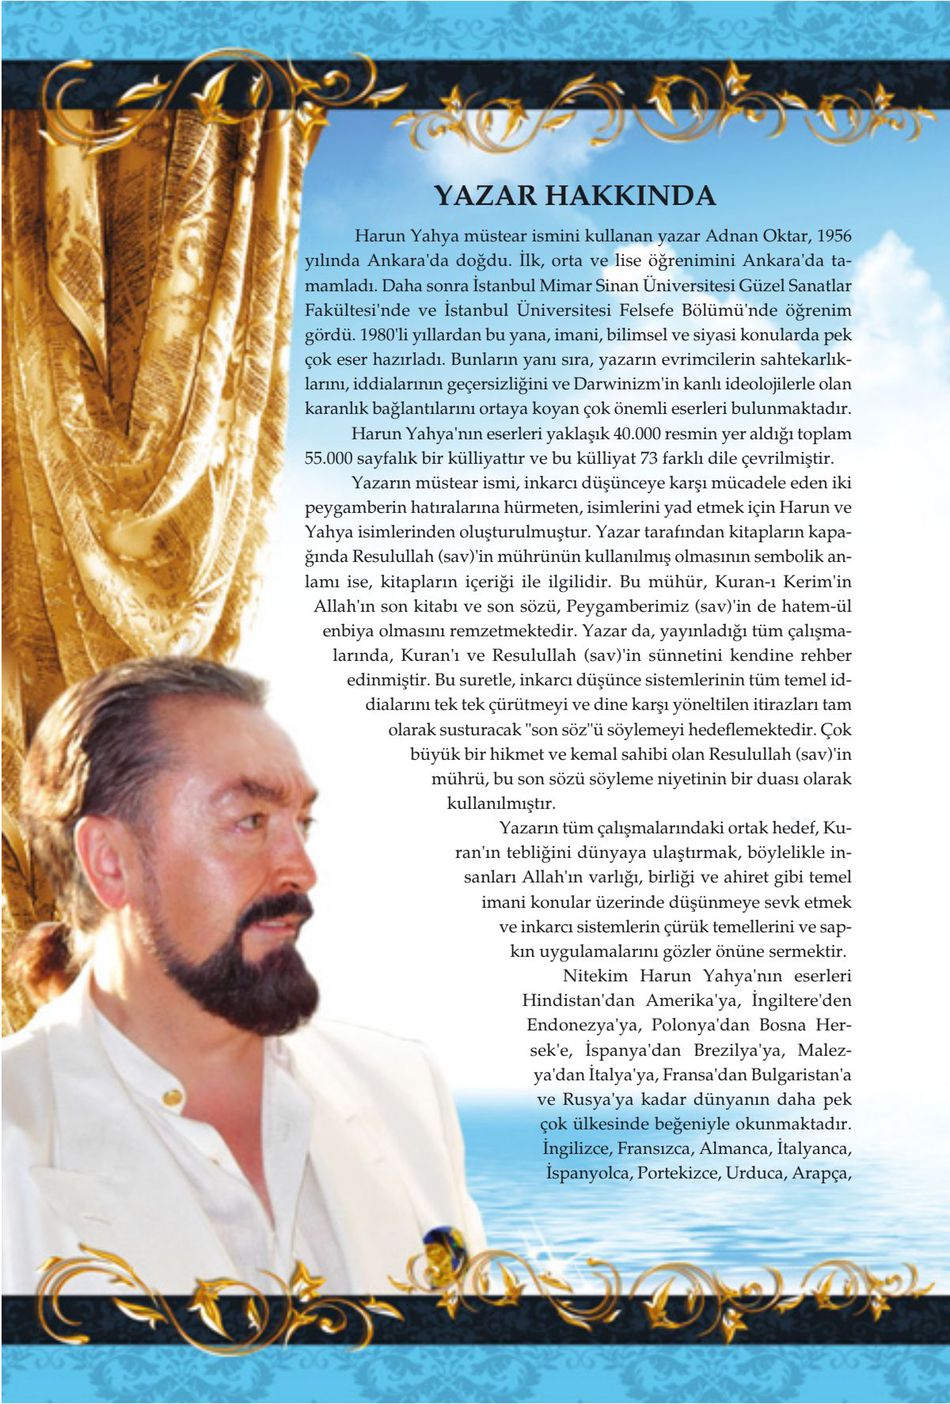 YAZAR HAKKINDA
Harun Yahya müstear ismini kullanan yazar Adnan Oktar, 1956
yılında Ankara'da doğdu. İlk, orta ve lise öğrenimini Ankara'da ta-
mamladı. Daha sonra İstanbul Mimar Sinan Üniversitesi Güzel Sanatlar
Fakültesi'nde ve İstanbul Üniversitesi Felsefe Bölümü'nde öğrenim
gördü. 1980'li yıllardan bu yana, imani, bilimsel ve siyasi konularda pek
çok eser hazırladı. Bunların yanı sıra, yazarın evrimcilerin sahtekarlık-
larını, iddialarının geçersizliğini ve Darwinizm'in kanlı ideolojilerle olan
karanlık bağlantılarını ortaya koyan çok önemli eserleri bulunmaktadır.
Harun Yahya'nın eserleri yaklaşık 40.000 resmin yer aldığı toplam
55.000 sayfalık bir külliyattır ve bu külliyat 73 farklı dile çevrilmiştir.
Yazarın müstear ismi, inkarcı düşünceye karşı mücadele eden iki
peygamberin hatıralarına hürmeten, isimlerini yad etmek için Harun ve
Yahya isimlerinden oluşturulmuştur. Yazar tarafından kitapların kapa-
ğında Resulullah (sav)'in mührünün kullanılmış olmasının sembolik an-
lamı ise, kitapların içeriği ile ilgilidir. Bu mühür, Kuran-ı Kerim'in
Allah'ın son kitabı ve son sözü, Peygamberimiz (sav)'in de hatem-ül
enbiya olmasını remzetmektedir. Yazar da, yayınladığı tüm çalışma-
larında, Kuran'ı ve Resulullah (sav)'in sünnetini kendine rehber
edinmiştir. Bu suretle, inkarcı düşünce sistemlerinin tüm temel id-
dialarını tek tek çürütmeyi ve dine karşı yöneltilen itirazları tam
olarak susturacak "son söz"ü söylemeyi hedeflemektedir. Çok
büyük bir hikmet ve kemal sahibi olan Resulullah (sav)'in
mührü, bu son sözü söyleme niyetinin bir duası olarak
kullanılmıştır.
Yazarın tüm çalışmalarındaki ortak hedef, Ku-
ran'ın tebliğini dünyaya ulaştırmak, böylelikle in-
sanları Allah'ın varlığı, birliği ve ahiret gibi temel
imani konular üzerinde düşünmeye sevk etmek
ve inkarcı sistemlerin çürük temellerini ve sap-
kın uygulamalarını gözler önüne sermektir.
Nitekim Harun Yahya'nın eserleri
Hindistan'dan Amerika'ya, İngiltere'den
Endonezya'ya, Polonya'dan Bosna Her-
sek'e, İspanya'dan Brezilya'ya, Malez-
ya'dan İtalya'ya, Fransa'dan Bulgaristan'a
ve Rusya'ya kadar dünyanın daha pek
çok ülkesinde beğeniyle okunmaktadır.
İngilizce, Fransızca, Almanca, İtalyanca,
İspanyolca, Portekizce, Urduca, Arapça,